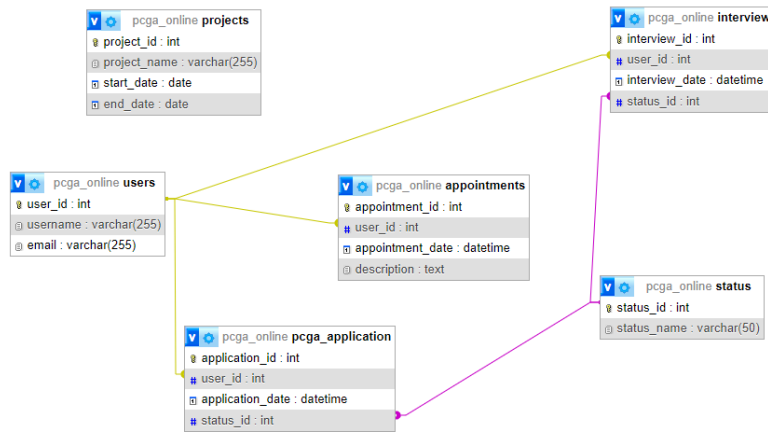 pcga_online projects
project_id : int
project_name : varchar(255)
start_date : date
end_date : date
pcga_online interview
interview_id : int
user_id : int
interview_date : datetime
status_id : int
pcga_online users
user_id : int
username : varchar(255)
email : varchar(255)
pcga_online appointments
appointment_id : int
user_id : int
appointment_date : datetime
description : text
pcga_online status
status_id : int
status_name : varchar(50)
pcga_online pcga_application
application_id : int
user_id : int
application_date : datetime
status_id : int